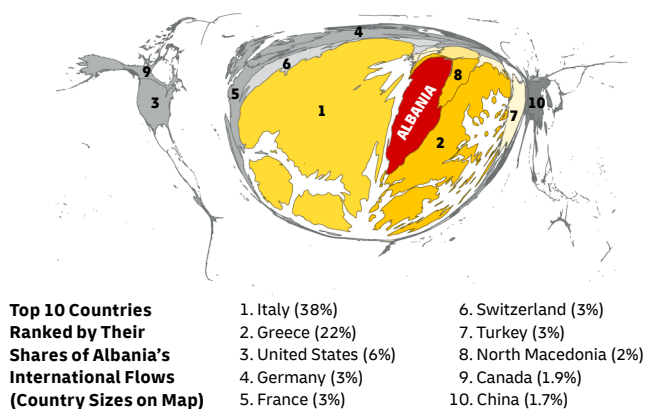 4
6
9
5
3
1
ALBANIA
8
2
7
10
Top 10 Countries
Ranked by Their
Shares of Albania's
International Flows
(Country Sizes on Map)
1. Italy (38%)
2. Greece (22%)
3. United States (6%)
4. Germany (3%)
5. France (3%)
6. Switzerland (3%)
7. Turkey (3%)
8. North Macedonia (2%)
9. Canada (1.9%)
10. China (1.7%)